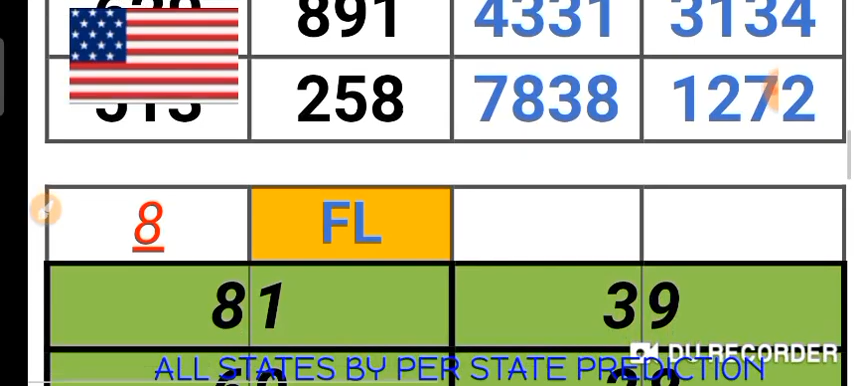 891 4331 3134
258 7838 1272
8 FL
81 39
DU RECORDER
ALL STATES BY PER STATE PREDICTION